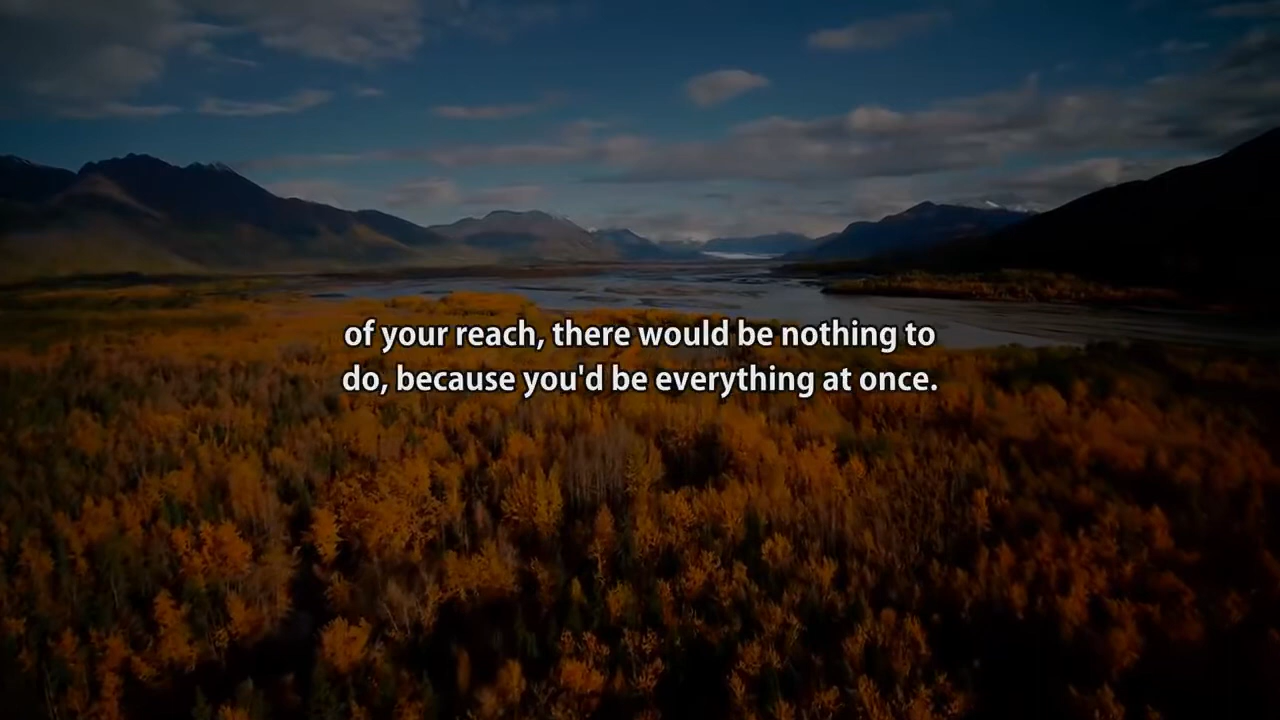 of your reach, there would be nothing to
do, because you'd be everything at once.